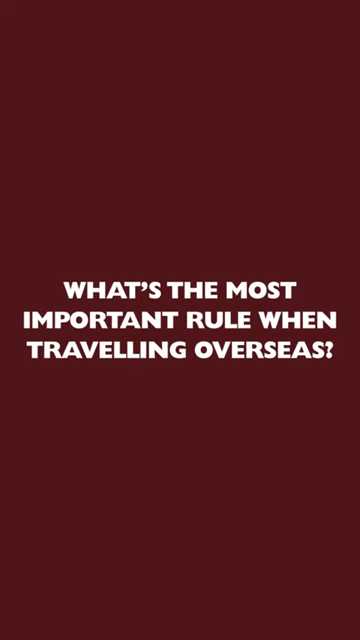 WHAT'S THE MOST
IMPORTANT RULE WHEN
TRAVELLING OVERSEAS?